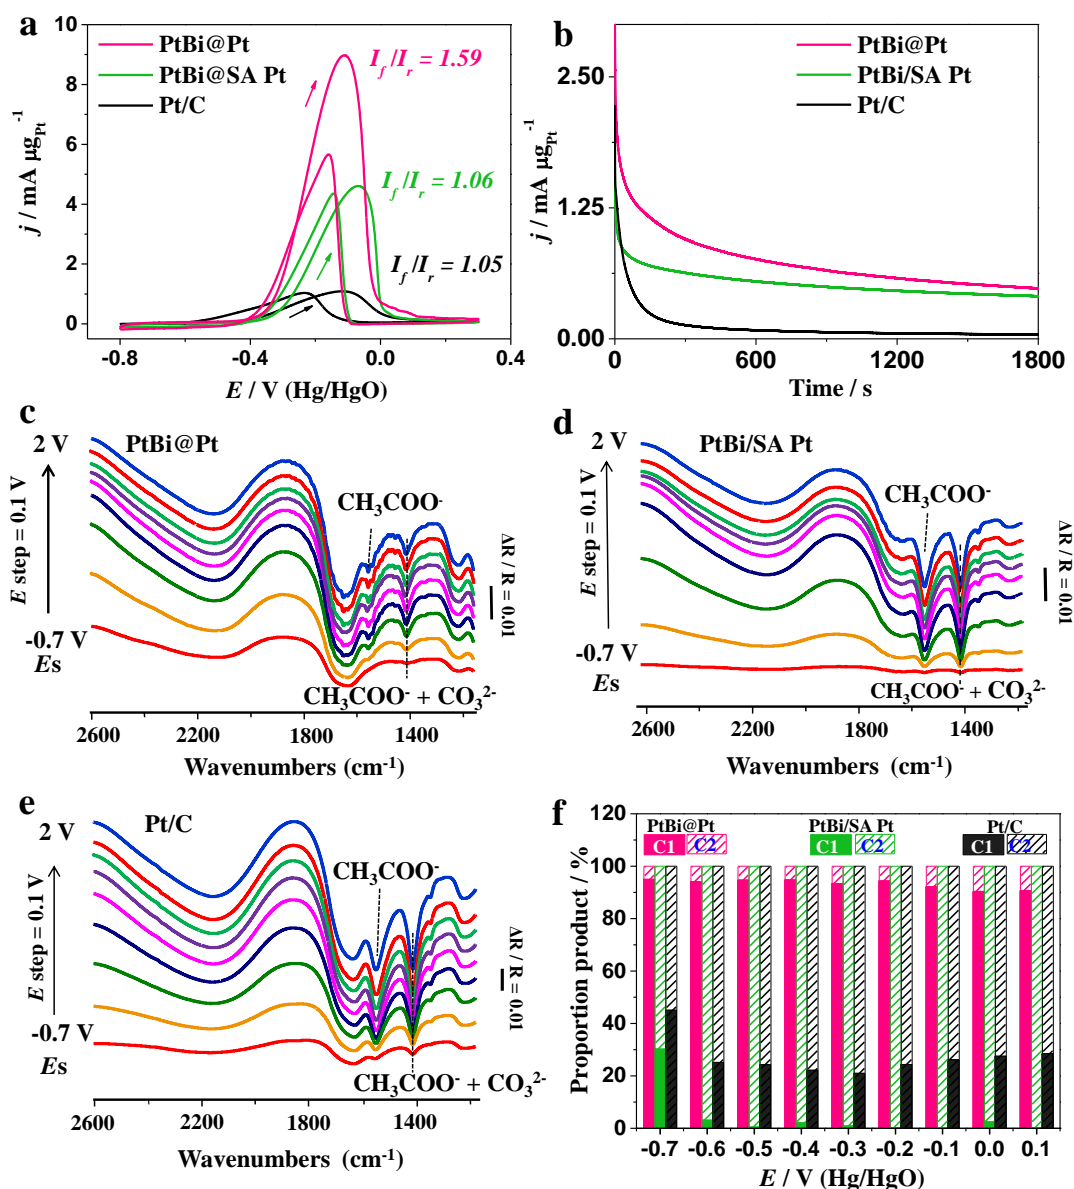 a
PtBi@Pt
PtBi@SA Pt
Pt/C
I_f/I_r = 1.59
I_f/I_r = 1.06
I_f/I_r = 1.05
j / mA μg_Pt⁻¹
10
8
6
4
2
0
-0.8 -0.4 0.0 0.4
E / V (Hg/HgO)
b
PtBi@Pt
PtBi/SA Pt
Pt/C
j / mA μg_Pt⁻¹
2.50
1.25
0.00
0 600 1200 1800
Time / s
c
2 V
PtBi@Pt
CH₃COO⁻
E step = 0.1 V
ΔR / R = 0.01
-0.7 V
Es
CH₃COO⁻ + CO₃²⁻
2600 2200 1800 1400
Wavenumbers (cm⁻¹)
d
2 V
PtBi/SA Pt
CH₃COO⁻
E step = 0.1 V
ΔR / R = 0.01
-0.7 V
Es
CH₃COO⁻ + CO₃²⁻
2600 2200 1800 1400
Wavenumbers (cm⁻¹)
e
2 V
Pt/C
CH₃COO⁻
E step = 0.1 V
ΔR / R = 0.01
-0.7 V
Es
CH₃COO⁻ + CO₃²⁻
2600 2200 1800 1400
Wavenumbers (cm⁻¹)
f
PtBi@Pt PtBi/SA Pt Pt/C
C1 C2 C1 C2 C1 C2
Proportion product / %
120
100
80
60
40
20
0
-0.7 -0.6 -0.5 -0.4 -0.3 -0.2 -0.1 0.0 0.1
E / V (Hg/HgO)